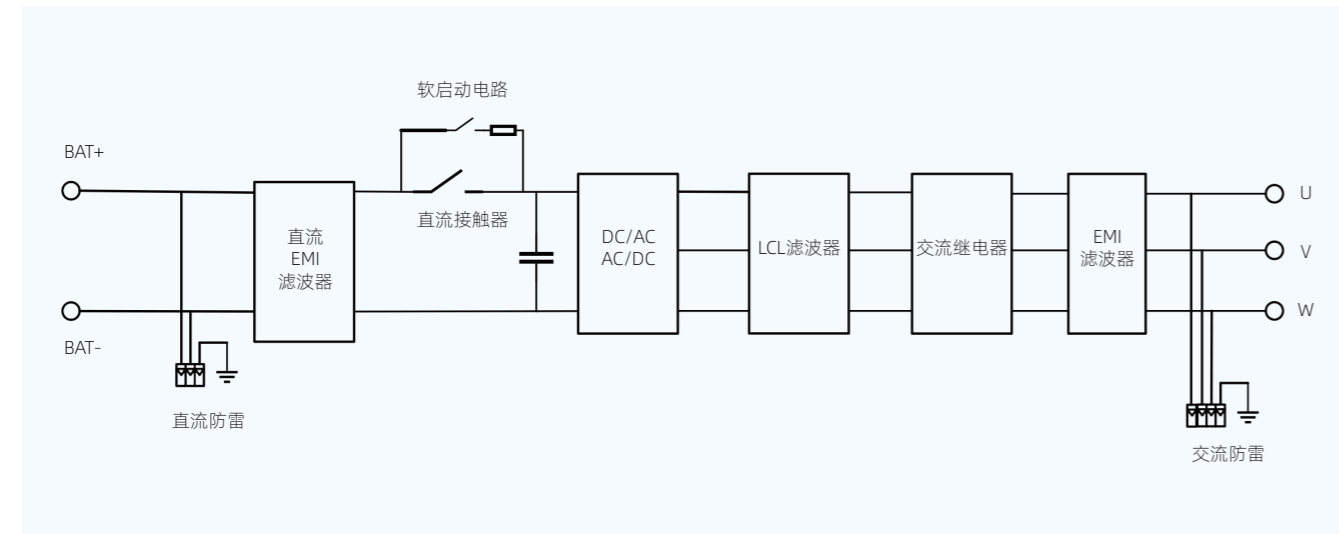 软启动电路
BAT+
直流接触器
直流
EMI
滤波器
DC/AC
AC/DC
LCL滤波器
交流继电器
EMI
滤波器
U
V
W
BAT-
直流防雷
交流防雷